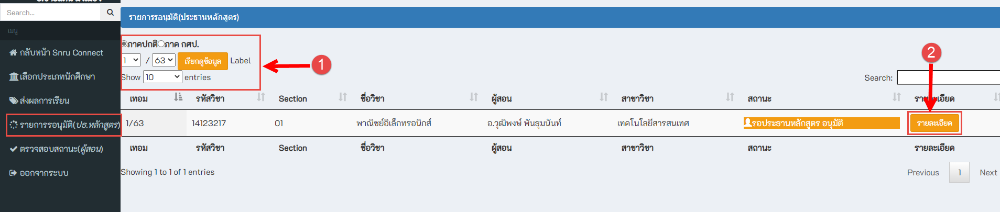 Search...
เมนู
กลับหน้า Snru Connect
เลือกประเภทนักศึกษา
ส่งผลการเรียน
รายการรอนุมัติ(ปธ.หลักสูตร)
ตรวจสอบสถานะ(ผู้สอน)
ออกจากระบบ
รายการรอนุมัติ(ประธานหลักสูตร)
ภาคปกติ ภาค กศป.
1 / 63 เรียกดูข้อมูล Label
1
2
Show 10 entries
Search:
เทอม รหัสวิชา Section ชื่อวิชา ผู้สอน สาขาวิชา สถานะ รายละเอียด
1/63 14123217 01 พาณิชย์อิเล็กทรอนิกส์ อ.วุฒิพงษ์ พันธุมนันท์ เทคโนโลยีสารสนเทศ รอประธานหลักสูตร อนุมัติ รายละเอียด
เทอม รหัสวิชา Section ชื่อวิชา ผู้สอน สาขาวิชา สถานะ รายละเอียด
Showing 1 to 1 of 1 entries
Previous 1 Next